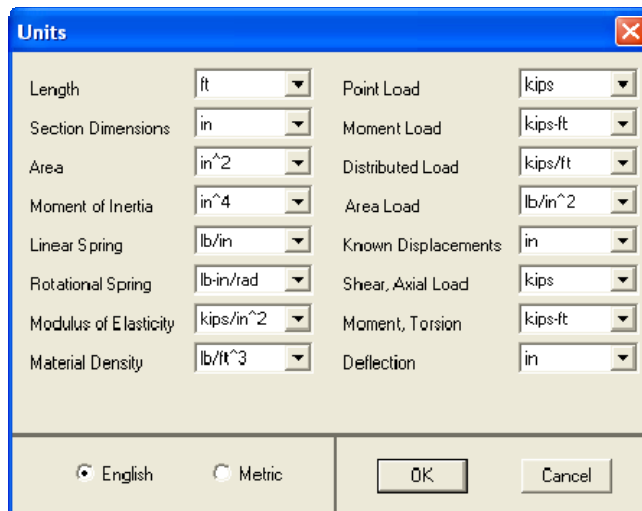 Units
Length ft Point Load kips
Section Dimensions in Moment Load kips-ft
Area in^2 Distributed Load kips/ft
Moment of Inertia in^4 Area Load lb/in^2
Linear Spring lb/in Known Displacements in
Rotational Spring lb-in/rad Shear, Axial Load kips
Modulus of Elasticity kips/in^2 Moment, Torsion kips-ft
Material Density lb/ft^3 Deflection in
English Metric OK Cancel